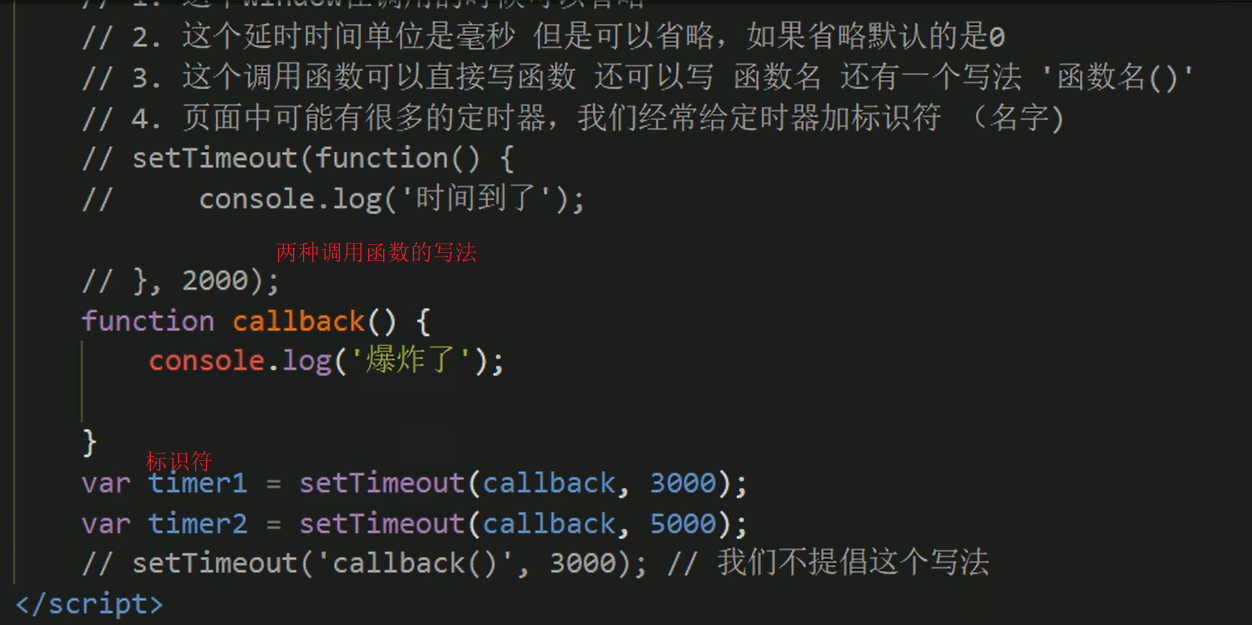 // 1. 这个window在调用的时候可以省略
// 2. 这个延时时间单位是毫秒 但是可以省略，如果省略默认的是0
// 3. 这个调用函数可以直接写函数 还可以写 函数名 还有一个写法 '函数名()'
// 4. 页面中可能有很多的定时器，我们经常给定时器加标识符 （名字)
// setTimeout(function() {
//     console.log('时间到了');
两种调用函数的写法
// }, 2000);
function callback() {
    console.log('爆炸了');
}
标识符
var timer1 = setTimeout(callback, 3000);
var timer2 = setTimeout(callback, 5000);
// setTimeout('callback()', 3000); // 我们不提倡这个写法
</script>